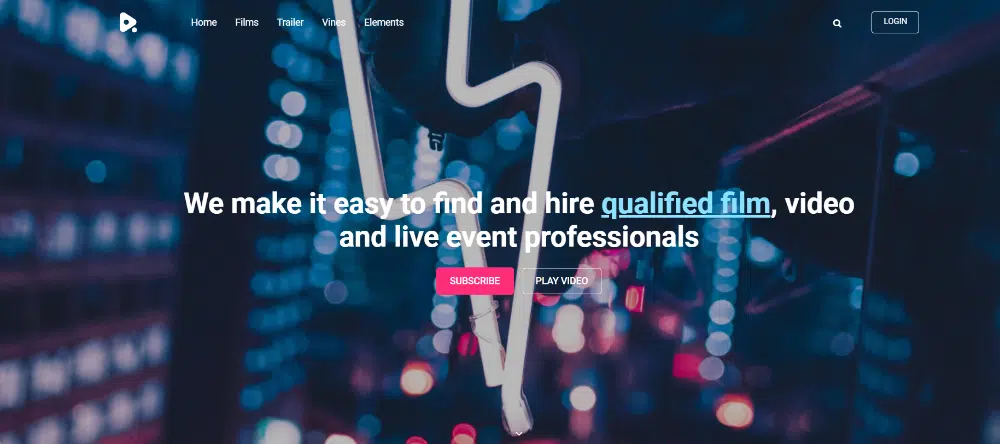 Home Films Trailer Vines Elements LOGIN
We make it easy to find and hire qualified film, video
and live event professionals
SUBSCRIBE PLAY VIDEO